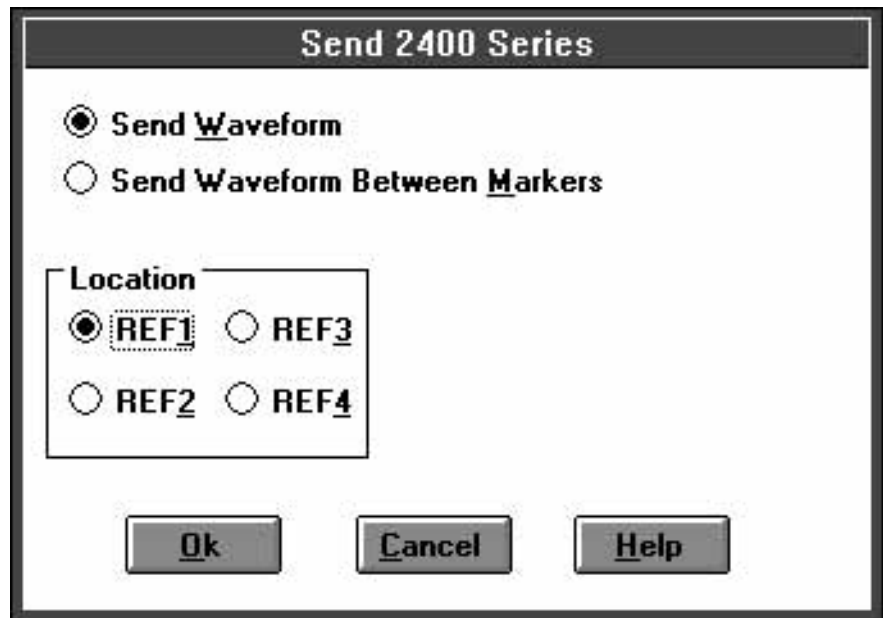 Send 2400 Series
Send Waveform
Send Waveform Between Markers
Location
REF1 REF3
REF2 REF4
Ok Cancel Help